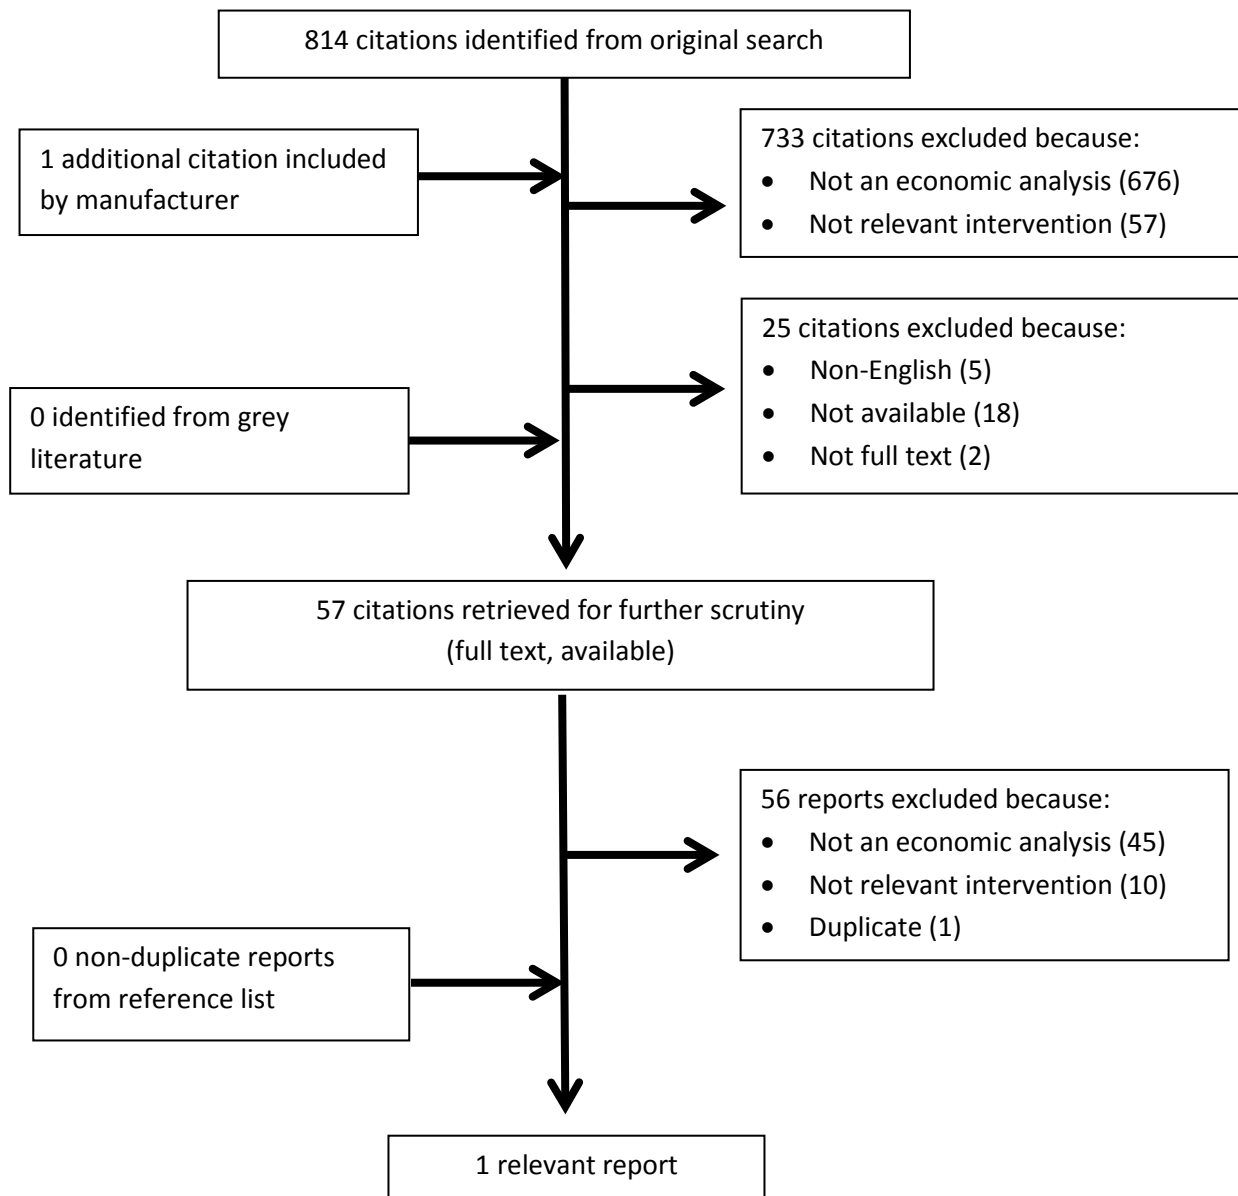 814 citations identified from original search
1 additional citation included
by manufacturer
733 citations excluded because:
• Not an economic analysis (676)
• Not relevant intervention (57)
25 citations excluded because:
• Non-English (5)
• Not available (18)
• Not full text (2)
0 identified from grey
literature
57 citations retrieved for further scrutiny
(full text, available)
56 reports excluded because:
• Not an economic analysis (45)
• Not relevant intervention (10)
• Duplicate (1)
0 non-duplicate reports
from reference list
1 relevant report